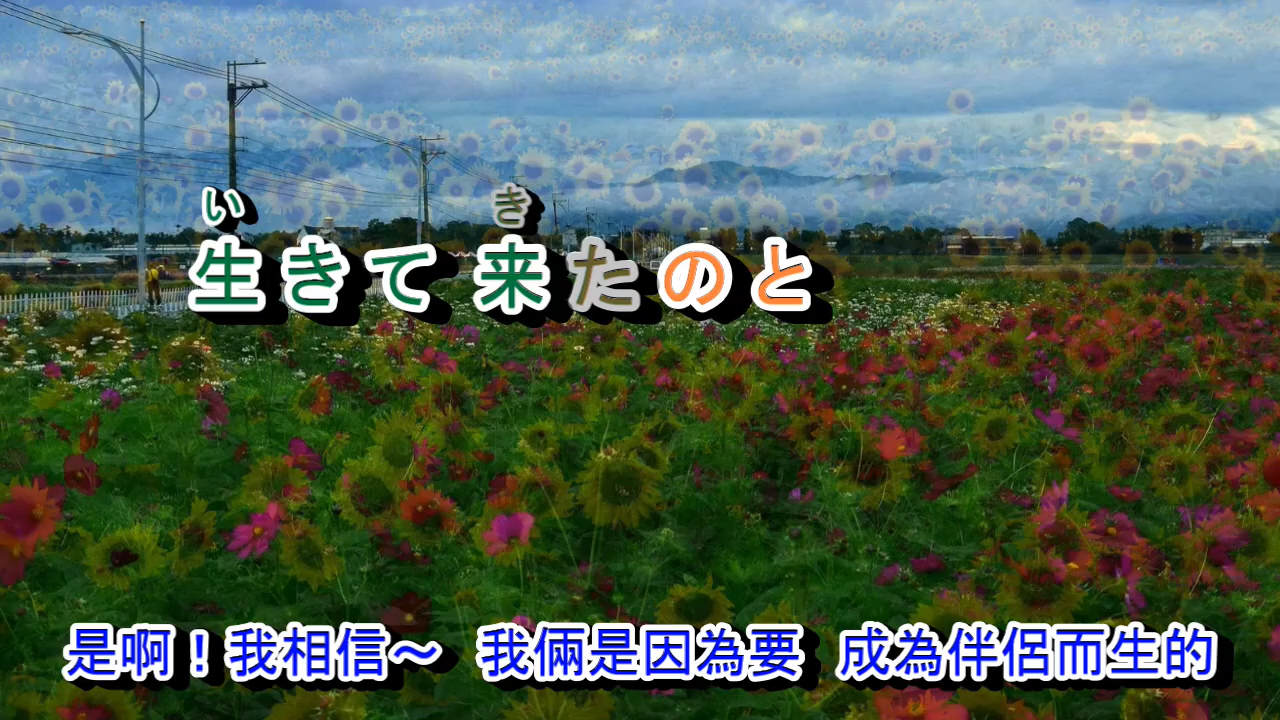 い き
生きて 来たのと
是啊！我相信～ 我倆是因為要 成為伴侶而生的